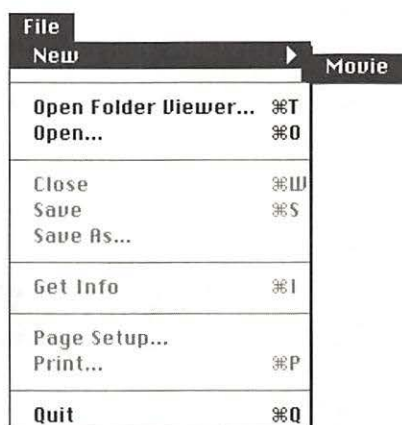 File
New ▶ Movie
Open Folder Viewer... ⌘T
Open... ⌘O
Close ⌘W
Save ⌘S
Save As...
Get Info ⌘I
Page Setup...
Print... ⌘P
Quit ⌘Q